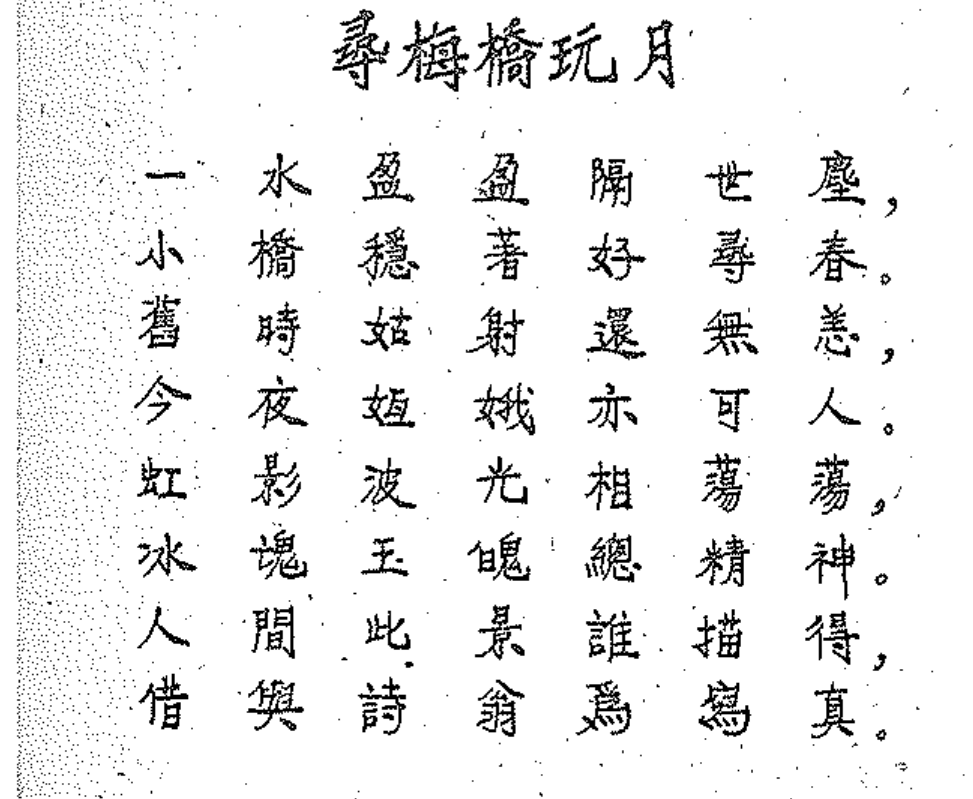 尋梅橋玩月
一水盈盈隔世塵,
小橋穩著好尋春。
舊時姑射還無恙,
今夜姮娥亦可人。
虹影波光相蕩蕩,
冰魂玉魄總精神。
人間此景誰描得,
借與詩翁爲寫真。